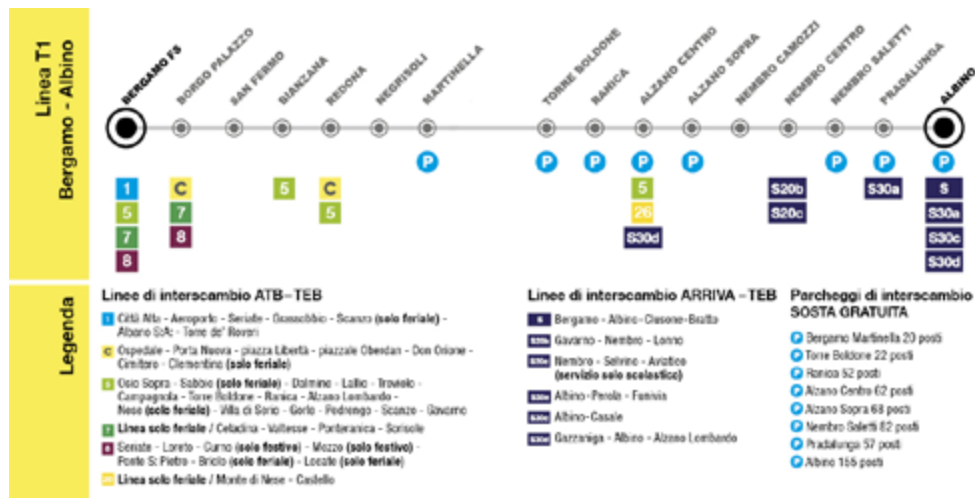 Linea T1
Bergamo - Albino
BERGAMO FS
BORGO PALAZZO
SAN FERMO
BIANZANA
REDONA
NEGRISOLI
MARTINELLA
TORRE BOLDONE
RANICA
ALZANO CENTRO
ALZANO SOPRA
NEMBRO CAMOZZI
NEMBRO CENTRO
NEMBRO SALETTI
PRADALUNGA
ALBINO
P P P P P P P P
1 C 5 C 5 S20b S30a S
5 7 5 26 S20c S30a
7 8 S30d S30c
8 S30d
Legenda
Linee di interscambio ATB-TEB
1 Città Alta - Aeroporto - Seriate - Grassobbio - Scanzo (solo feriale) -
Albano S.A. - Torre de' Roveri
C Ospedale - Porta Nuova - piazza Libertà - piazzale Oberdan - Don Orione -
Cimitero - Clementina (solo feriale)
5 Osio Sopra - Sabbio (solo feriale) - Dalmine - Lallio - Treviolo -
Campagnola - Torre Boldone - Ranica - Alzano Lombardo -
Nese (solo feriale) - Villa di Serio - Gorle - Pedrengo - Scanzo - Gavarno
7 Linea solo feriale / Celadina - Valtesse - Ponteranica - Sorisole
8 Seriate - Loreto - Curno (solo festivo) - Mozzo (solo festivo) -
Ponte S. Pietro - Briolo (solo feriale) - Locate (solo feriale)
26 Linea solo feriale / Monte di Nese - Castello
Linee di interscambio ARRIVA - TEB
S Bergamo - Albino-Clusone-Bratto
S20b Gavarno - Nembro - Lonno
Nembro - Selvino - Aviatico
(servizio solo scolastico)
Albino-Perola - Funivia
Albino-Casale
Gazzaniga - Albino - Alzano Lombardo
Parcheggi di interscambio
SOSTA GRATUITA
P Bergamo Martinella 20 posti
P Torre Boldone 22 posti
P Ranica 52 posti
P Alzano Centro 62 posti
P Alzano Sopra 68 posti
P Nembro Saletti 82 posti
P Pradalunga 57 posti
P Albino 155 posti